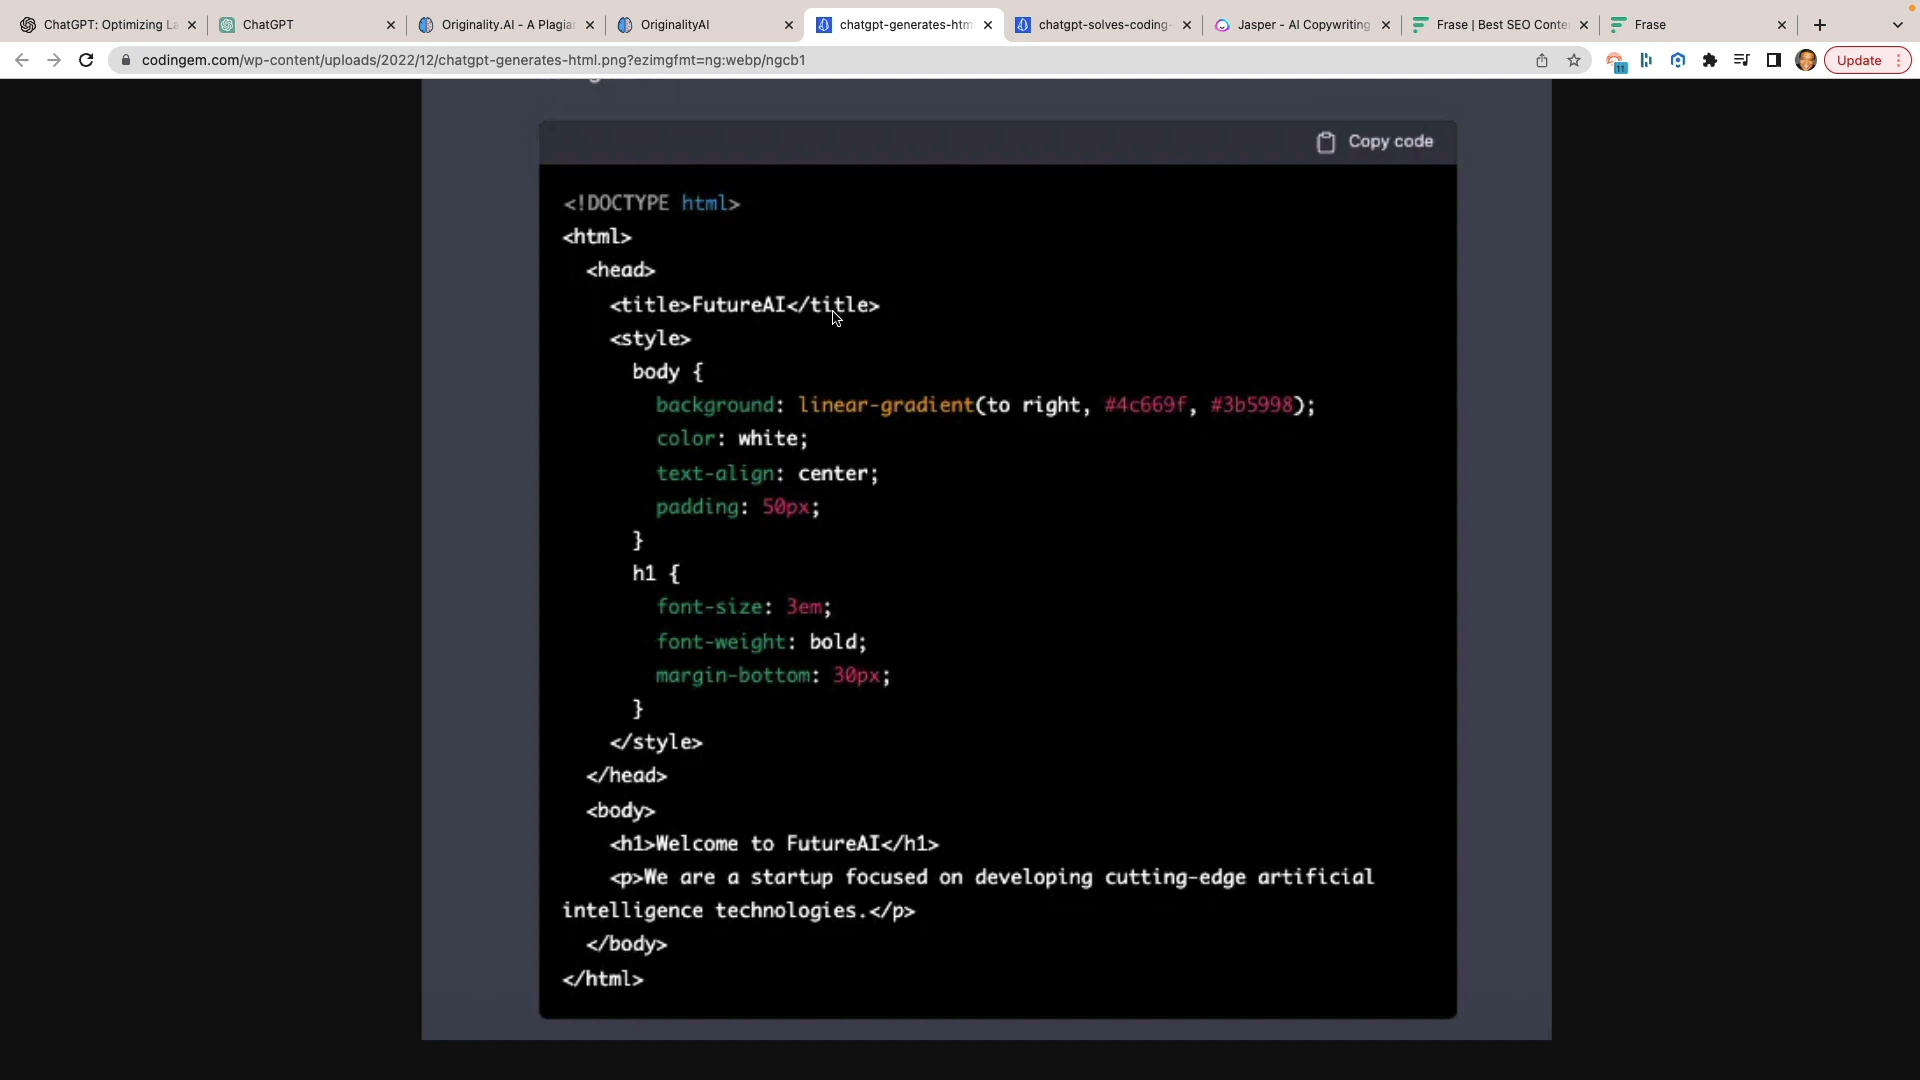 ChatGPT: Optimizing La
ChatGPT
Originality.AI - A Plagia
OriginalityAI
chatgpt-generates-htm
chatgpt-solves-coding-
Jasper - AI Copywriting
Frase | Best SEO Conte
Frase
codingem.com/wp-content/uploads/2022/12/chatgpt-generates-html.png?ezimgfmt=ng:webp/ngcb1
11
Update
Copy code
<!DOCTYPE html>
<html>
<head>
<title>FutureAI</title>
<style>
body {
background: linear-gradient(to right, #4c669f, #3b5998);
color: white;
text-align: center;
padding: 50px;
}
h1 {
font-size: 3em;
font-weight: bold;
margin-bottom: 30px;
}
</style>
</head>
<body>
<h1>Welcome to FutureAI</h1>
<p>We are a startup focused on developing cutting-edge artificial
intelligence technologies.</p>
</body>
</html>